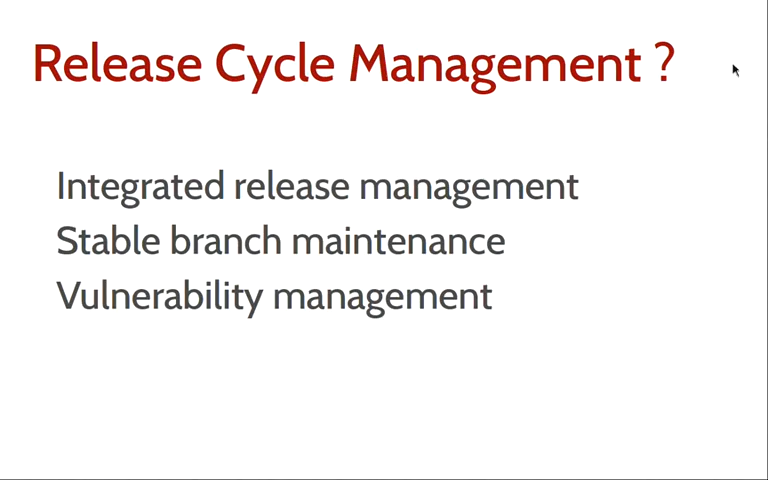 Release Cycle Management ?
Integrated release management
Stable branch maintenance
Vulnerability management